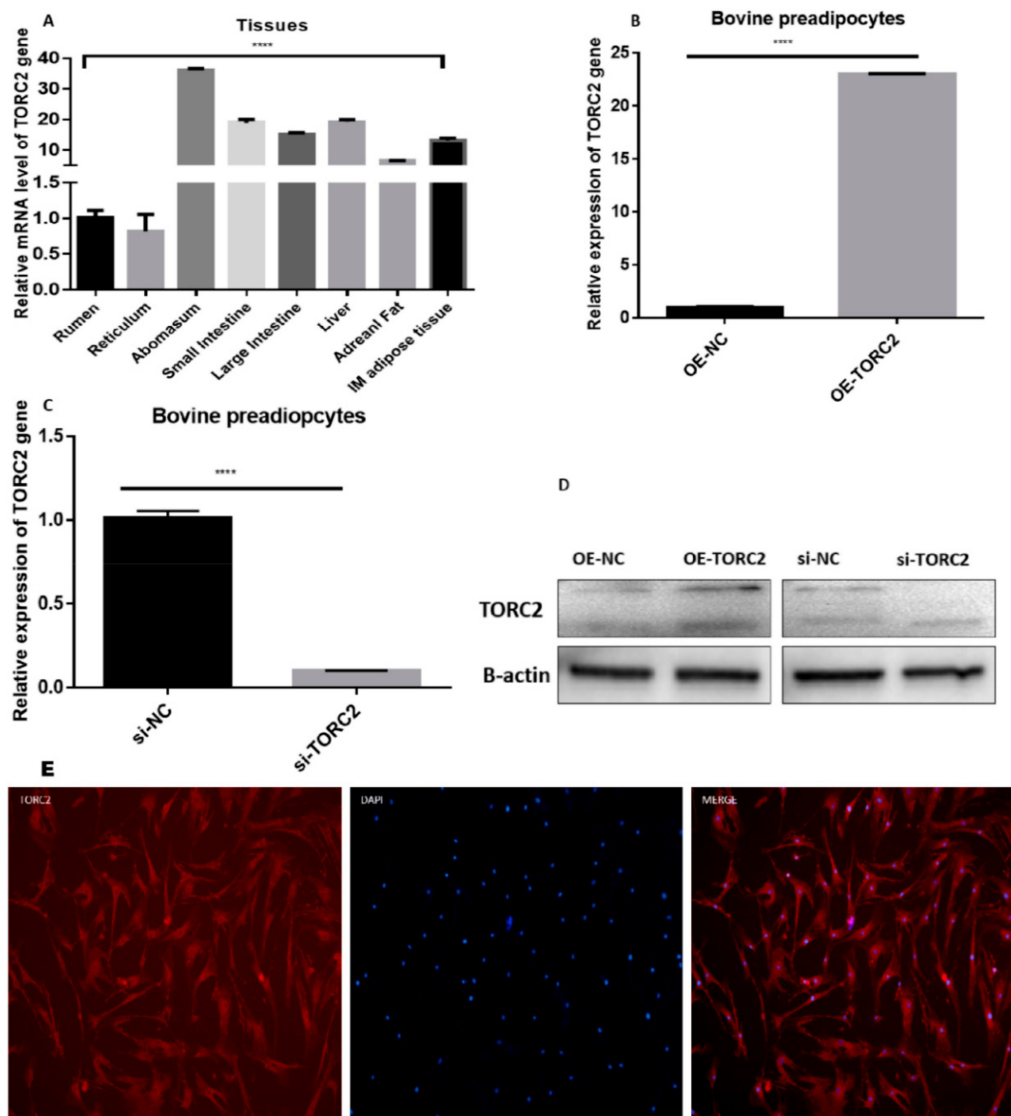 A
Tissues
****
Relative mRNA level of TORC2 gene
40
30
20
10
1.5
1.0
0.5
0.0
Rumen
Reticulum
Abomasum
Small Intestine
Large Intestine
Liver
Adreanl Fat
IM adipose tissue
B
Bovine preadipocytes
****
Relative expression of TORC2 gene
25
20
15
10
5
0
OE-NC
OE-TORC2
C
Bovine preadiopcytes
****
Relative expression of TORC2 gene
1.5
1.0
0.5
0.0
si-NC
si-TORC2
D
OE-NC OE-TORC2 si-NC si-TORC2
TORC2
B-actin
E
TORC2
DAPI
MERGE